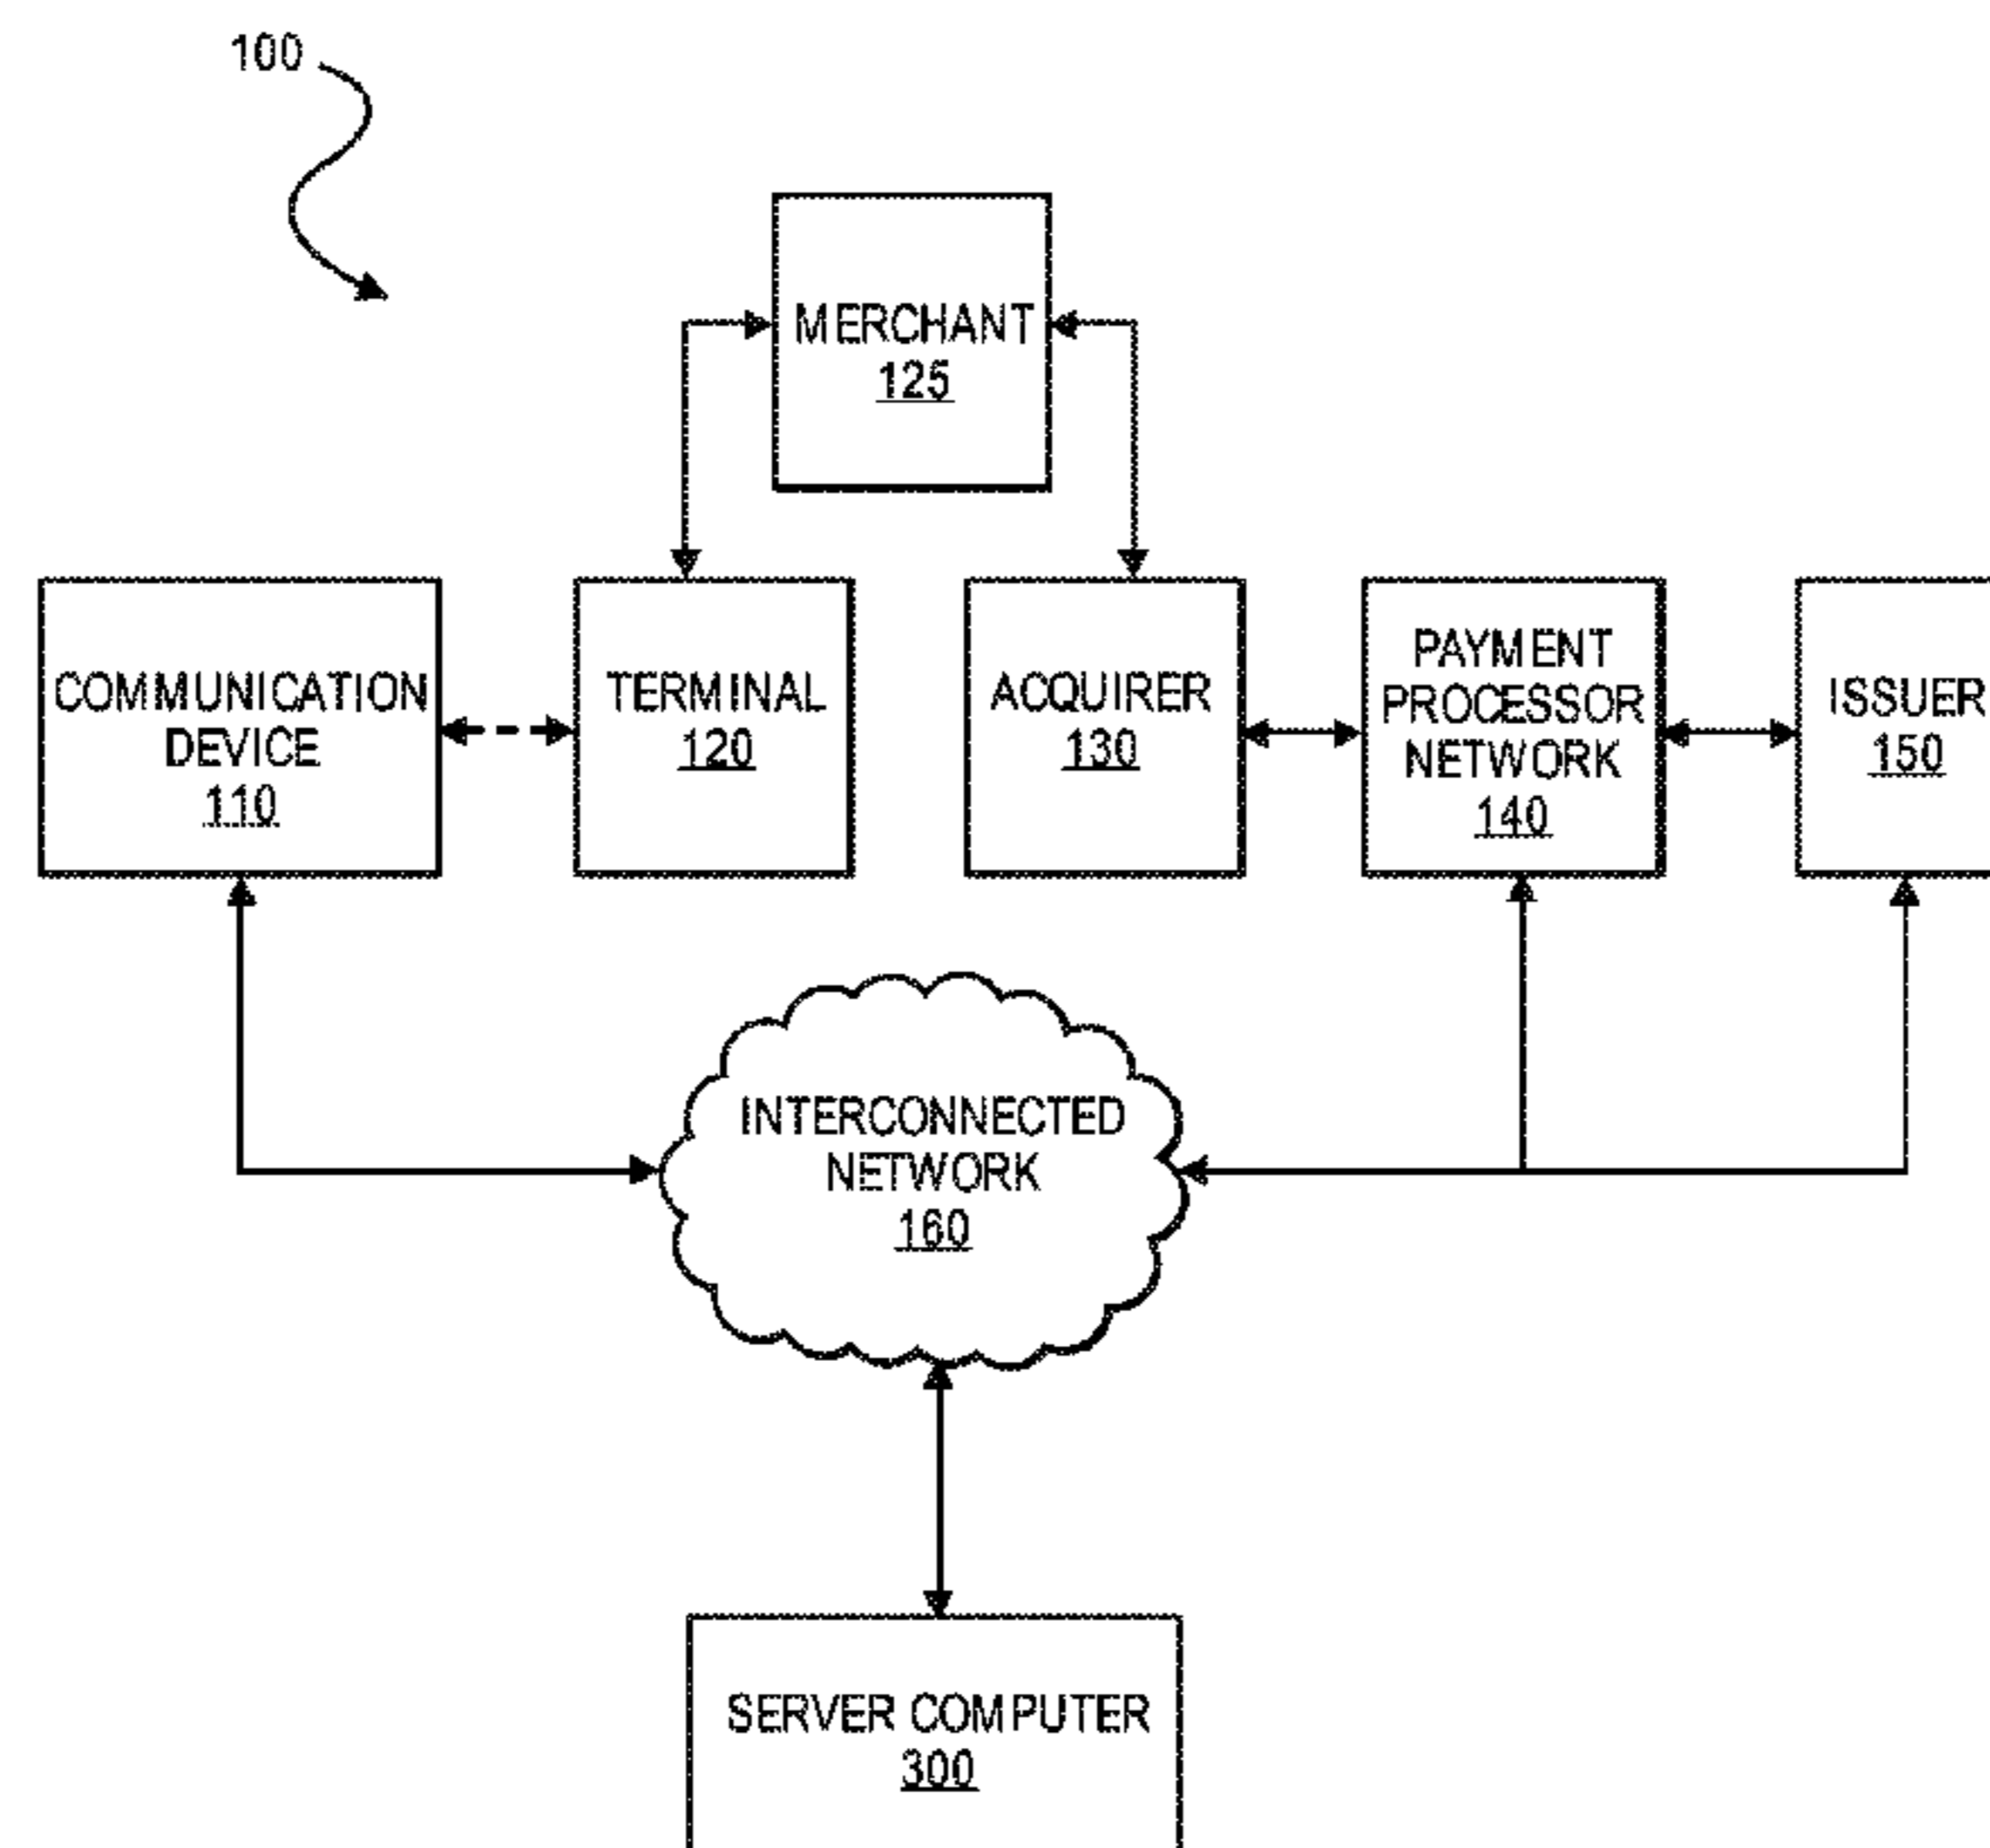 100
MERCHANT
125
COMMUNICATION
DEVICE
110
TERMINAL
120
ACQUIRER
130
PAYMENT
PROCESSOR
NETWORK
140
ISSUER
150
INTERCONNECTED
NETWORK
160
SERVER COMPUTER
300